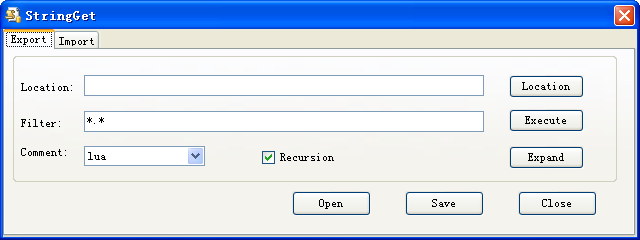 StringGet
Export Import
Location: Location
Filter: *.* Execute
Comment: lua Recursion Expand
Open Save Close